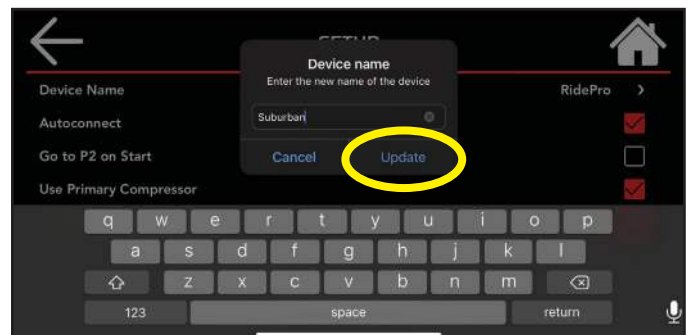 SETUP
Device name
Enter the new name of the device
Device Name
RidePro >
Suburban
Autoconnect
Go to P2 on Start
Cancel
Update
Use Primary Compressor
q w e r t y u i o p
a s d f g h j k l
z x c v b n m
123
space
return